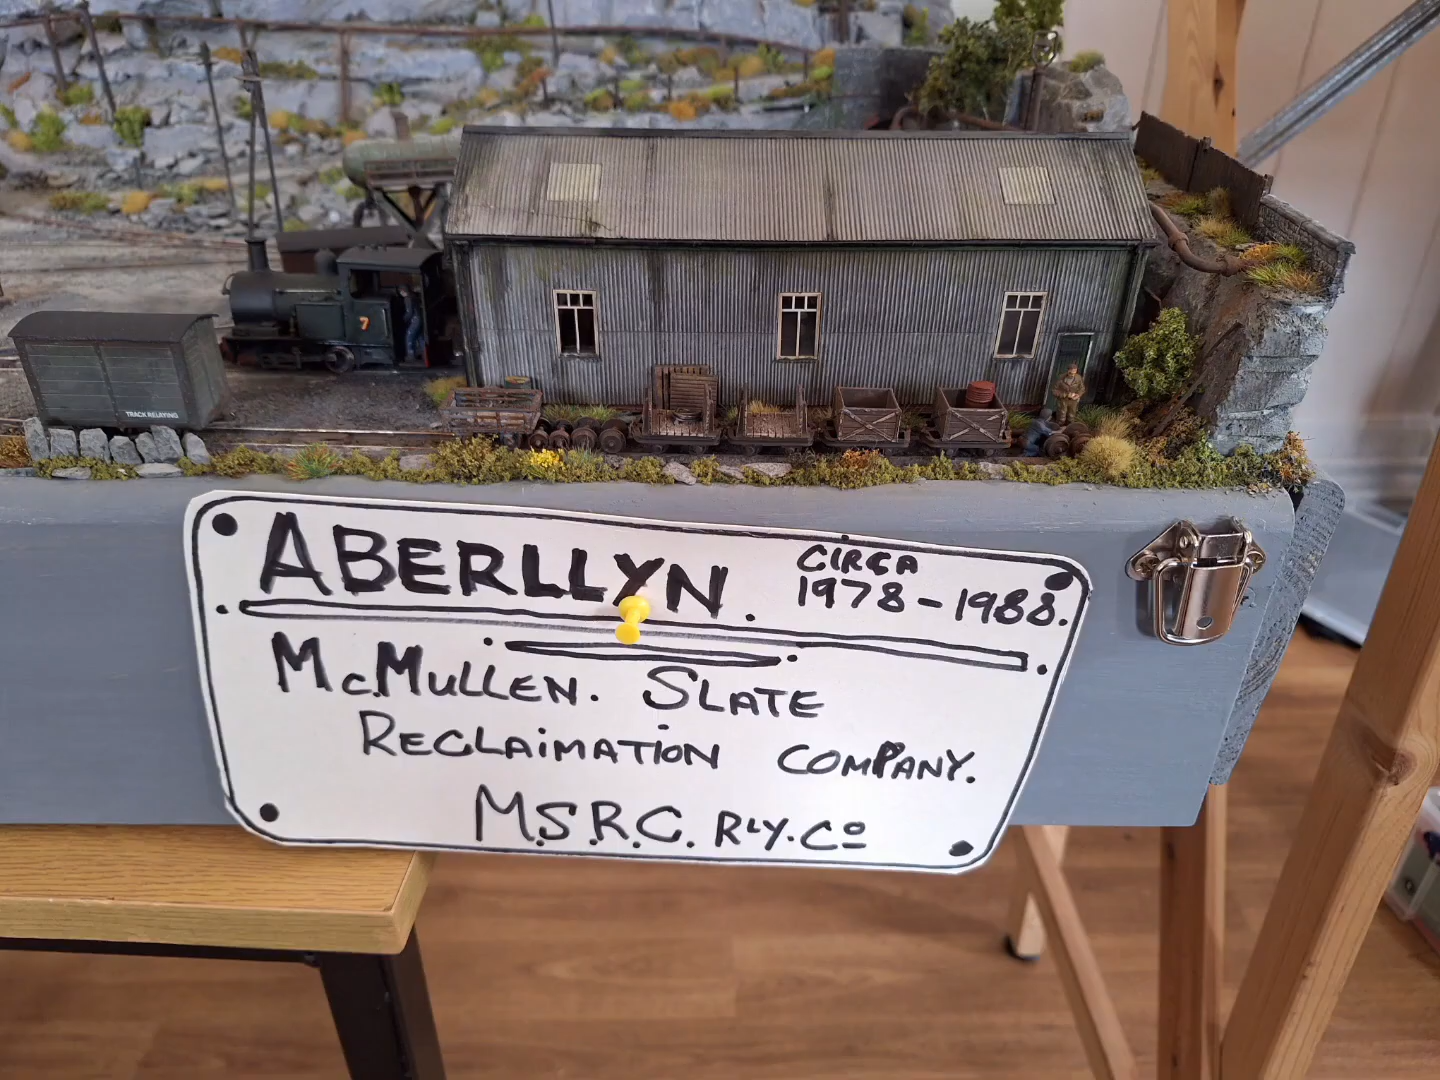 7
TRACK RELAYING
ABERLLYN. CIRCA
1978-1988.
McMULLEN. SLATE
RECLAIMATION COMPANY.
M.S.R.C. RLY. Co